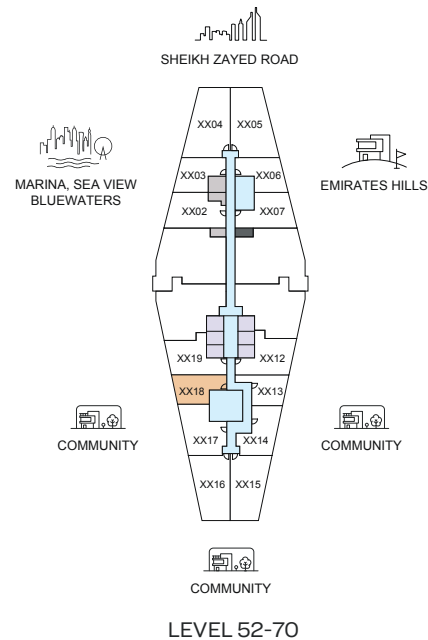 SHEIKH ZAYED ROAD
XX04 XX05
MARINA, SEA VIEW
BLUEWATERS
XX03 XX06
EMIRATES HILLS
XX02 XX07
XX19 XX12
XX18 XX13
COMMUNITY
COMMUNITY
XX17 XX14
XX16 XX15
COMMUNITY
LEVEL 52-70